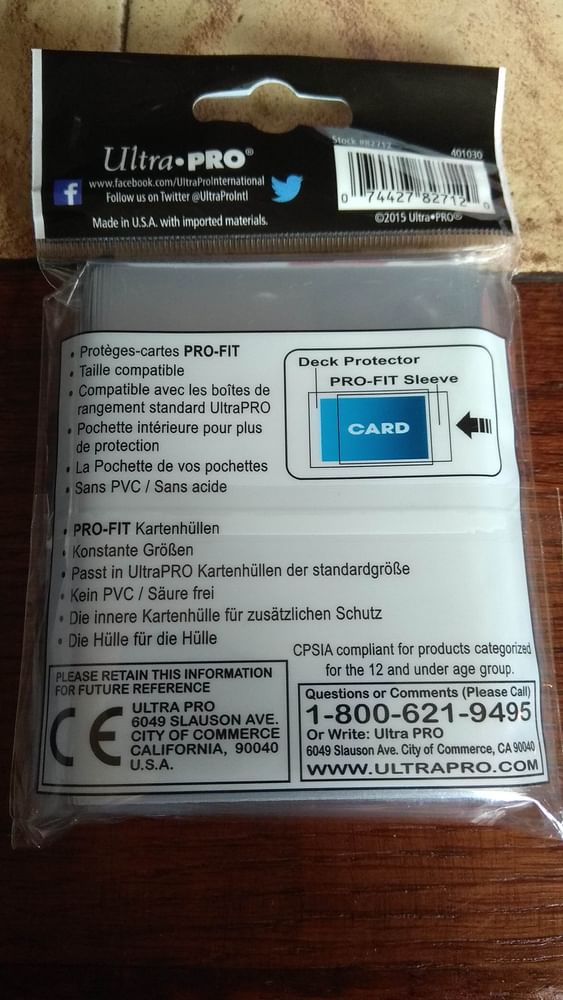 Stock #82712
401030
Ultra•PRO®
www.facebook.com/UltraProInternational
Follow us on Twitter @UltraProIntl
Made in U.S.A. with imported materials.
0 74427 82712 0
©2015 Ultra•PRO®
• Protèges-cartes PRO-FIT
• Taille compatible
• Compatible avec les boîtes de
rangement standard UltraPRO
• Pochette intérieure pour plus
de protection
• La Pochette de vos pochettes
• Sans PVC / Sans acide
Deck Protector
PRO-FIT Sleeve
CARD
• PRO-FIT Kartenhüllen
• Konstante Größen
• Passt in UltraPRO Kartenhüllen der standardgröße
• Kein PVC / Säure frei
• Die innere Kartenhülle für zusätzlichen Schutz
• Die Hülle für die Hülle
CPSIA compliant for products categorized
for the 12 and under age group.
PLEASE RETAIN THIS INFORMATION
FOR FUTURE REFERENCE
CE
ULTRA PRO
6049 SLAUSON AVE.
CITY OF COMMERCE
CALIFORNIA, 90040
U.S.A.
Questions or Comments (Please Call)
1-800-621-9495
Or Write: Ultra PRO
6049 Slauson Ave. City of Commerce, CA 90040
WWW.ULTRAPRO.COM